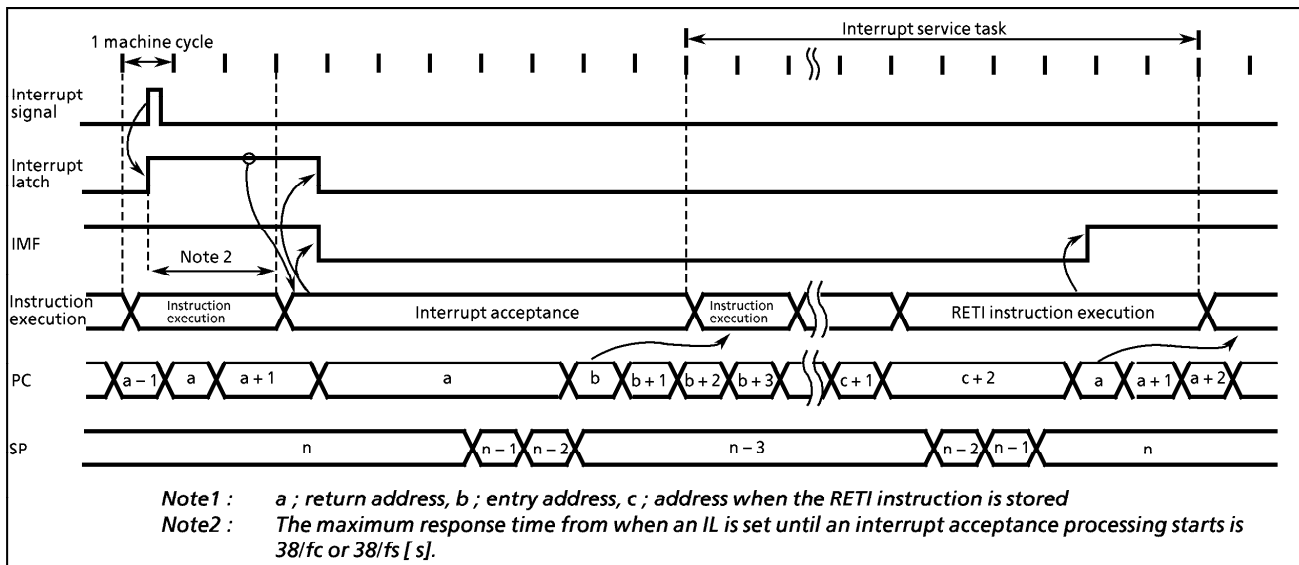 1 machine cycle
Interrupt service task
Interrupt
signal
Interrupt
latch
IMF
Note 2
Instruction
execution
Instruction
execution
Interrupt acceptance
Instruction
execution
RETI instruction execution
PC
a – 1
a
a + 1
a
b
b + 1
b + 2
b + 3
c + 1
c + 2
a
a + 1
a + 2
SP
n
n – 1
n – 2
n – 3
n – 2
n – 1
n
Note1 : a ; return address, b ; entry address, c ; address when the RETI instruction is stored
Note2 : The maximum response time from when an IL is set until an interrupt acceptance processing starts is
38/fc or 38/fs [ s].